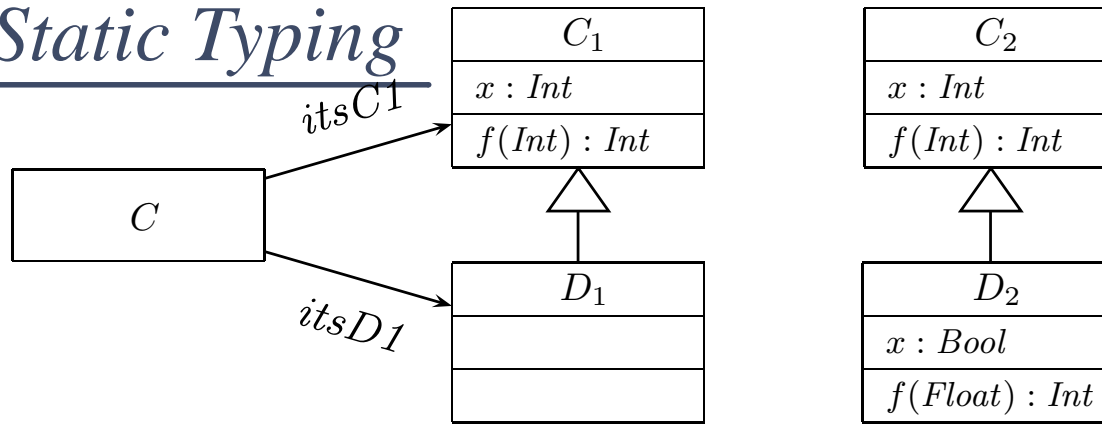 Static Typing
C₁
x : Int
f(Int) : Int
C₂
x : Int
f(Int) : Int
itsC1
C
itsD1
D₁
D₂
x : Bool
f(Float) : Int